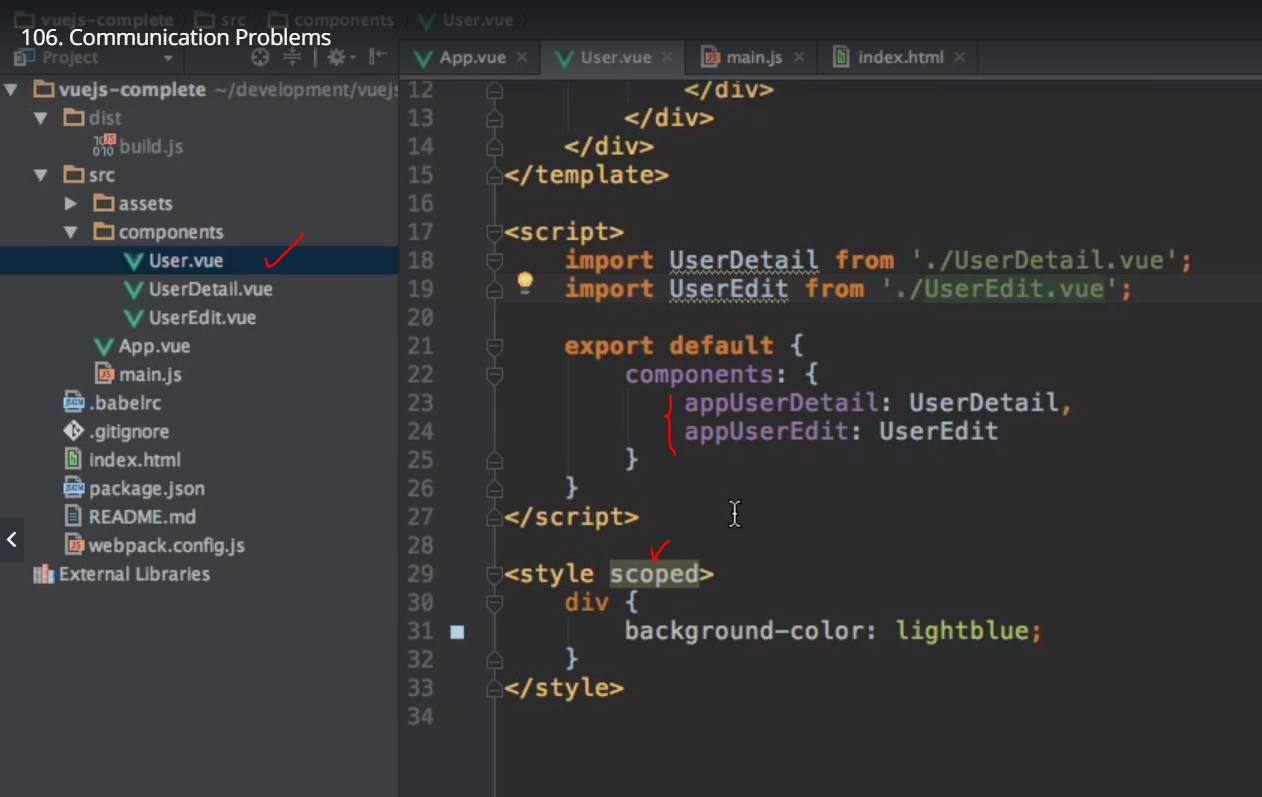 vuejs-complete src components User.vue
106. Communication Problems
Project
App.vue User.vue main.js index.html
vuejs-complete ~/development/vuejs
dist
build.js
src
assets
components
User.vue
UserDetail.vue
UserEdit.vue
App.vue
main.js
.babelrc
.gitignore
index.html
package.json
README.md
webpack.config.js
External Libraries
12 </div>
13 </div>
14 </div>
15 </template>
16
17 <script>
18 import UserDetail from './UserDetail.vue';
19 import UserEdit from './UserEdit.vue';
20
21 export default {
22 components: {
23 appUserDetail: UserDetail,
24 appUserEdit: UserEdit
25 }
26 }
27 </script>
28
29 <style scoped>
30 div {
31 background-color: lightblue;
32 }
33 </style>
34